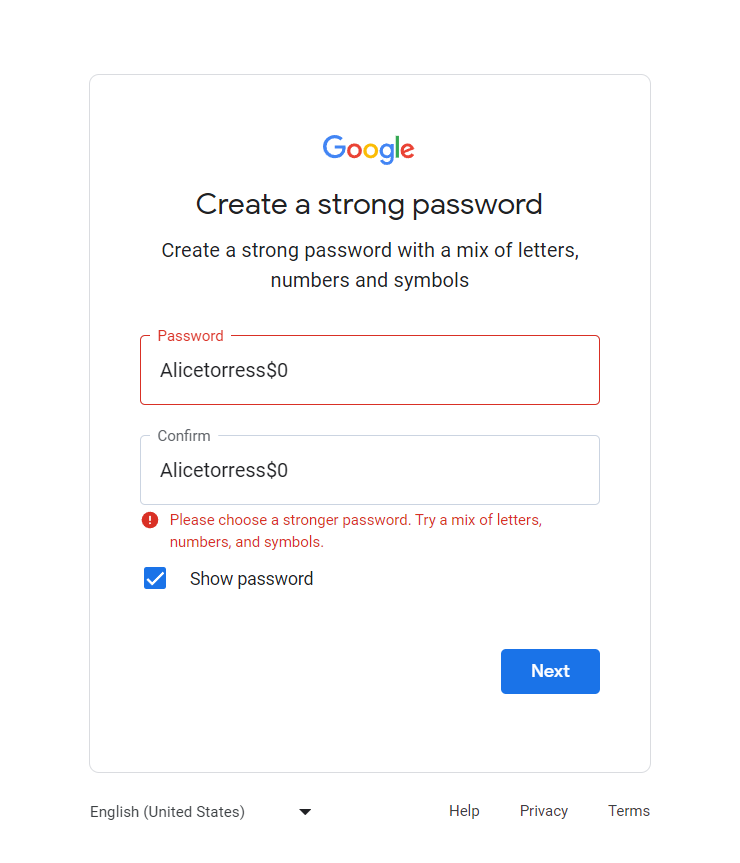 Google
Create a strong password
Create a strong password with a mix of letters,
numbers and symbols
Password
Alicetorress$0
Confirm
Alicetorress$0
Please choose a stronger password. Try a mix of letters,
numbers, and symbols.
Show password
Next
English (United States)
Help
Privacy
Terms